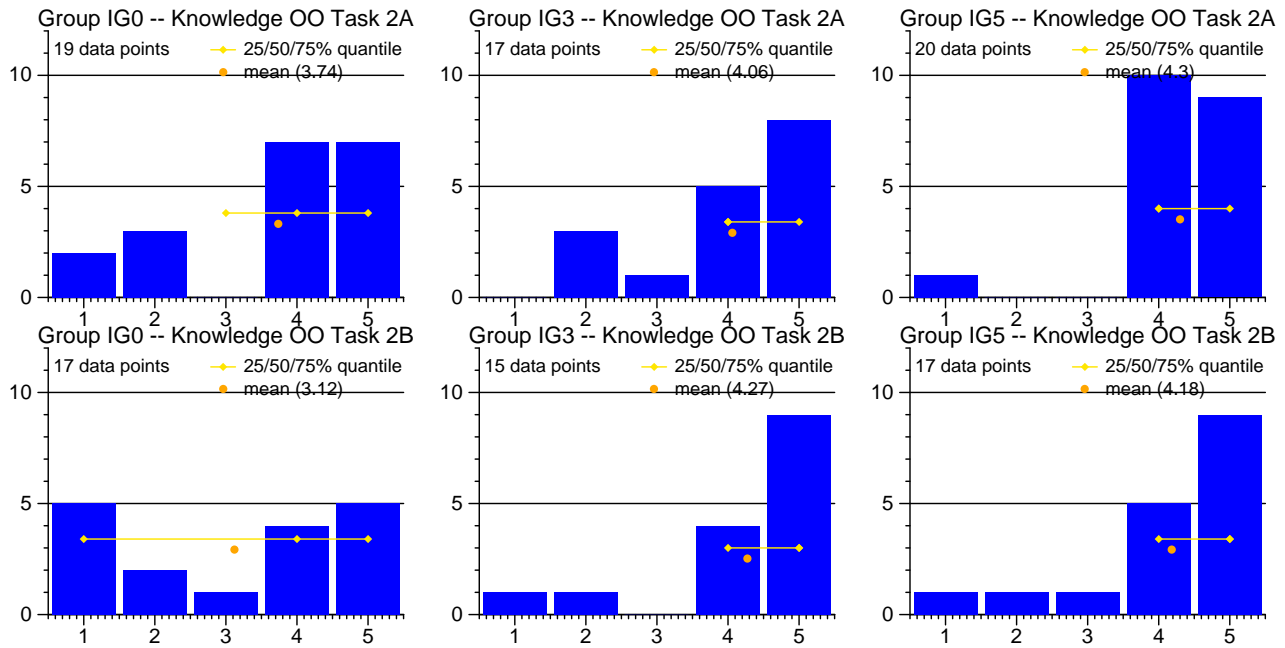 Group IG0 -- Knowledge OO Task 2A
19 data points
25/50/75% quantile
mean (3.74)
10
5
0
1 2 3 4 5
Group IG3 -- Knowledge OO Task 2A
17 data points
25/50/75% quantile
mean (4.06)
10
5
0
1 2 3 4 5
Group IG5 -- Knowledge OO Task 2A
20 data points
25/50/75% quantile
mean (4.3)
10
5
0
1 2 3 4 5
Group IG0 -- Knowledge OO Task 2B
17 data points
25/50/75% quantile
mean (3.12)
10
5
0
1 2 3 4 5
Group IG3 -- Knowledge OO Task 2B
15 data points
25/50/75% quantile
mean (4.27)
10
5
0
1 2 3 4 5
Group IG5 -- Knowledge OO Task 2B
17 data points
25/50/75% quantile
mean (4.18)
10
5
0
1 2 3 4 5